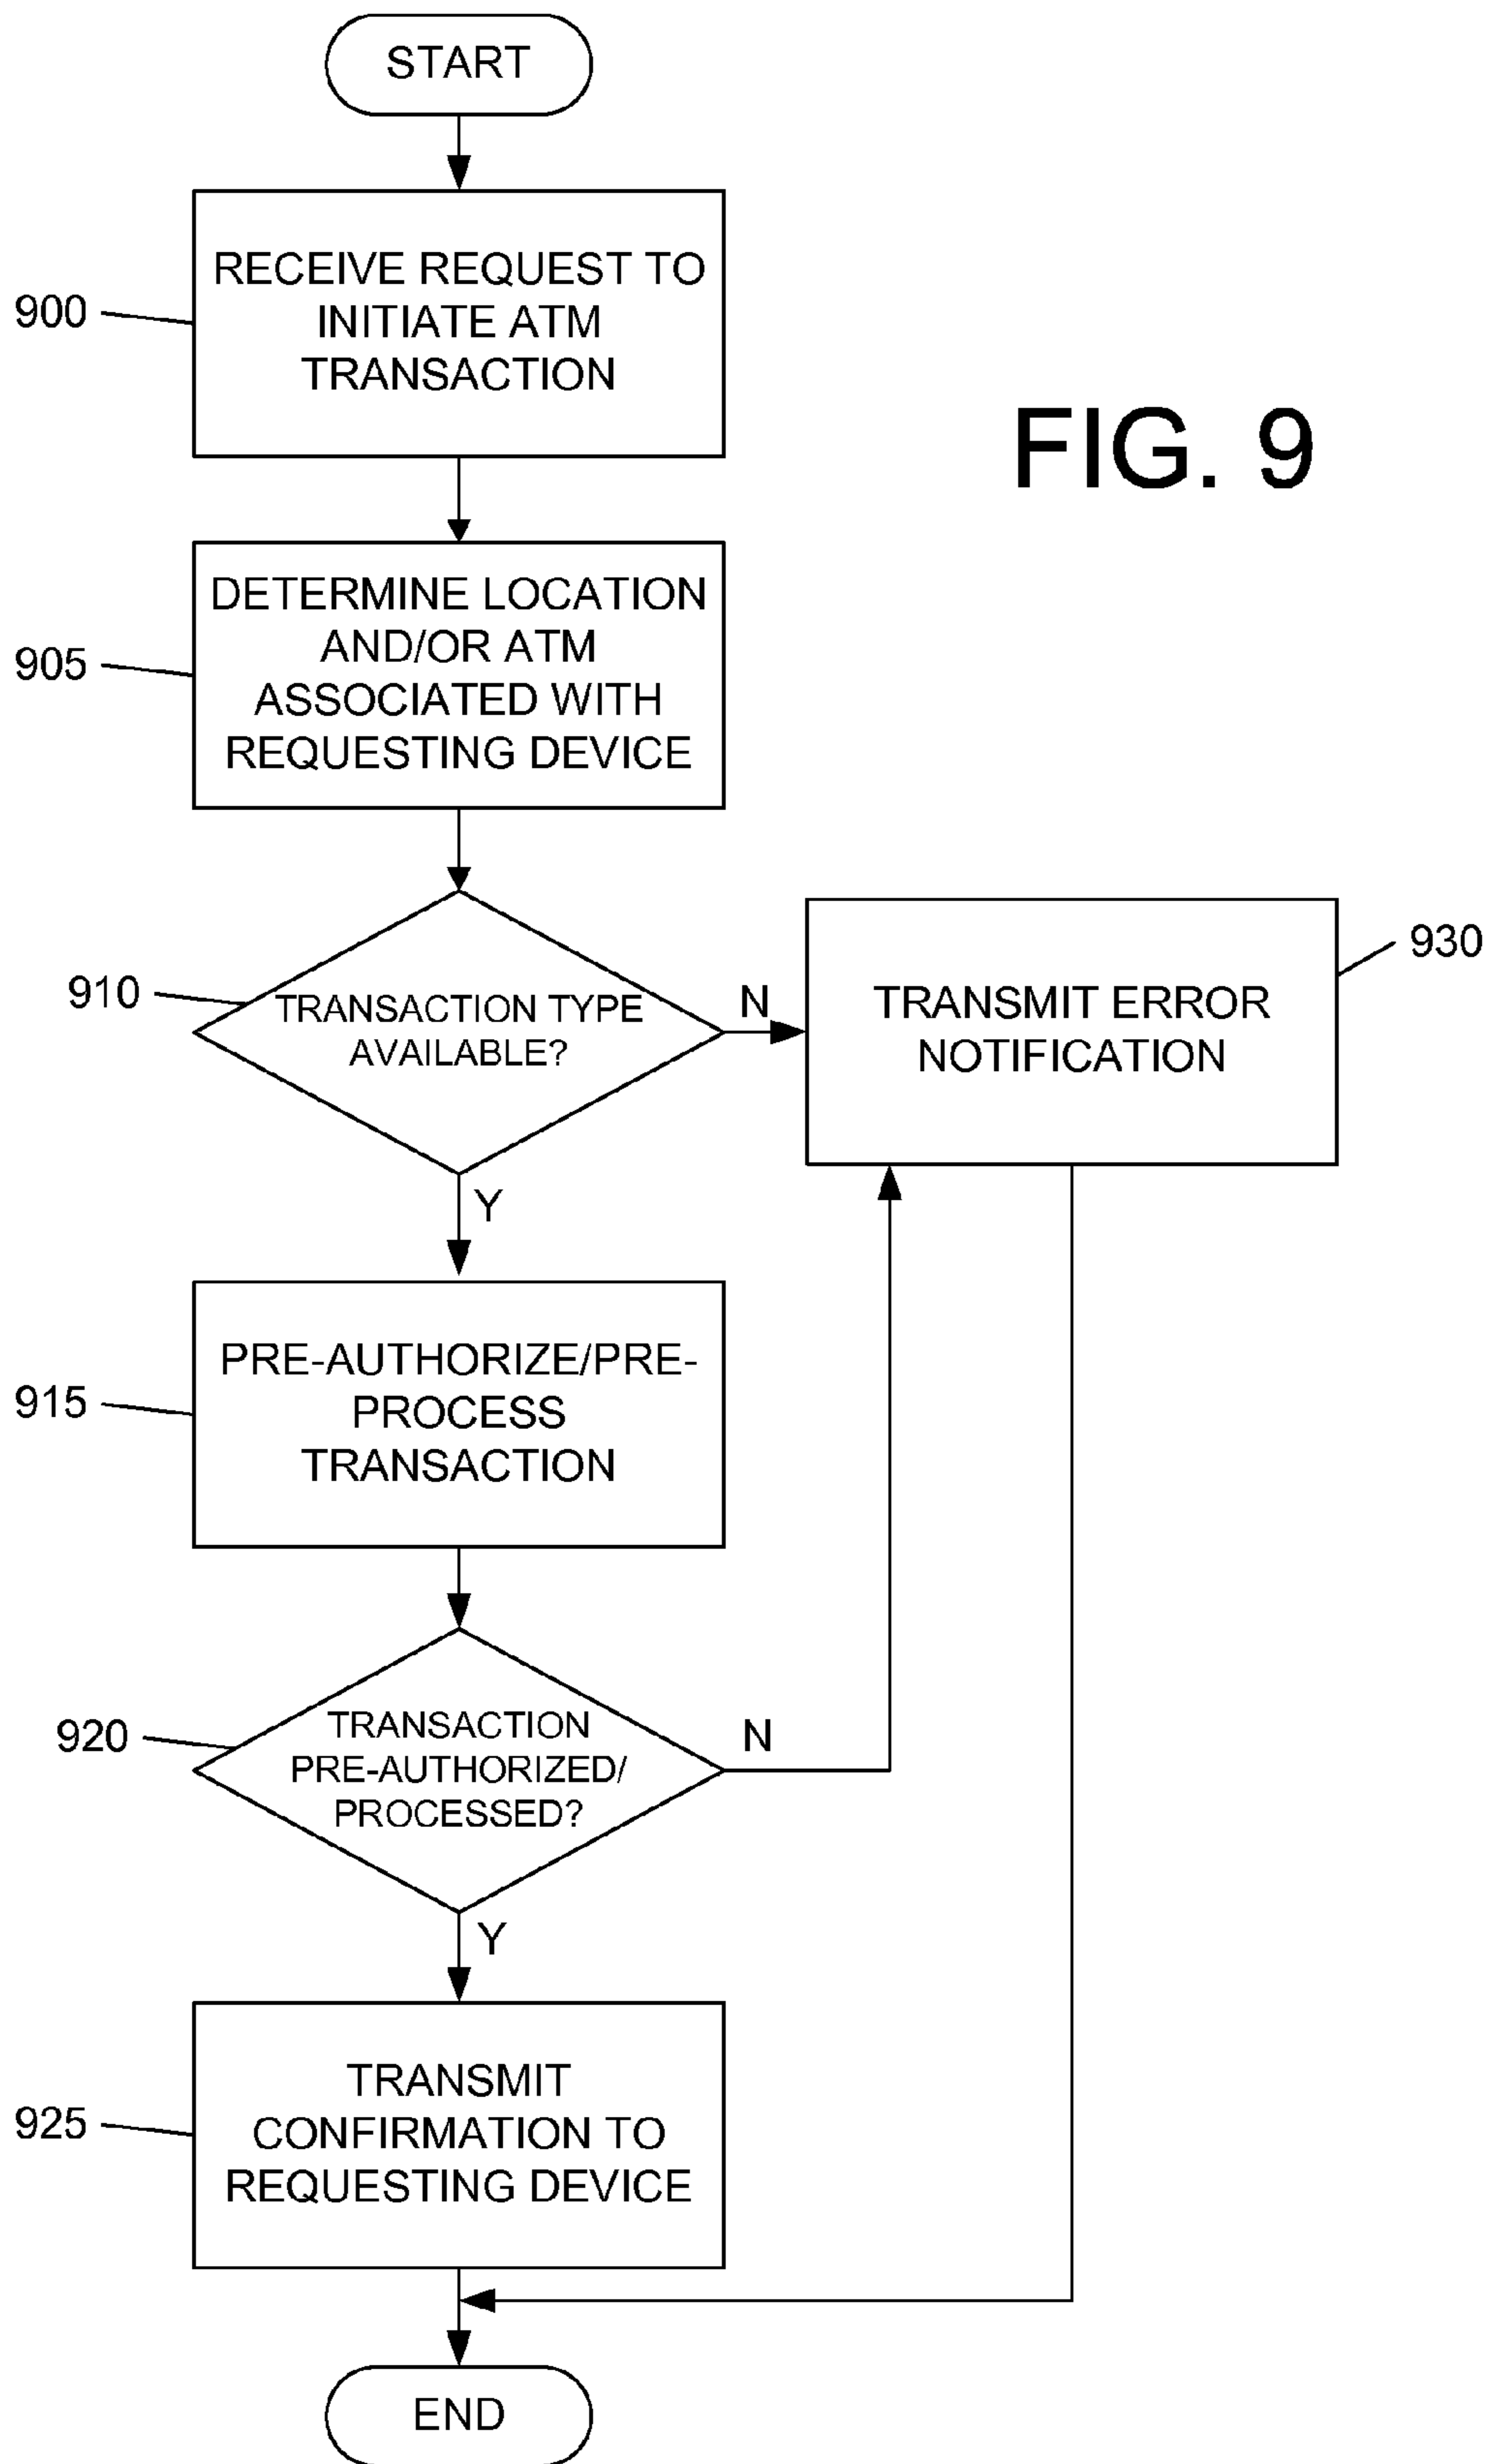 START
900
RECEIVE REQUEST TO
INITIATE ATM
TRANSACTION
FIG. 9
905
DETERMINE LOCATION
AND/OR ATM
ASSOCIATED WITH
REQUESTING DEVICE
910
TRANSACTION TYPE
AVAILABLE?
N
930
TRANSMIT ERROR
NOTIFICATION
Y
915
PRE-AUTHORIZE/PRE-
PROCESS
TRANSACTION
920
TRANSACTION
PRE-AUTHORIZED/
PROCESSED?
N
Y
925
TRANSMIT
CONFIRMATION TO
REQUESTING DEVICE
END